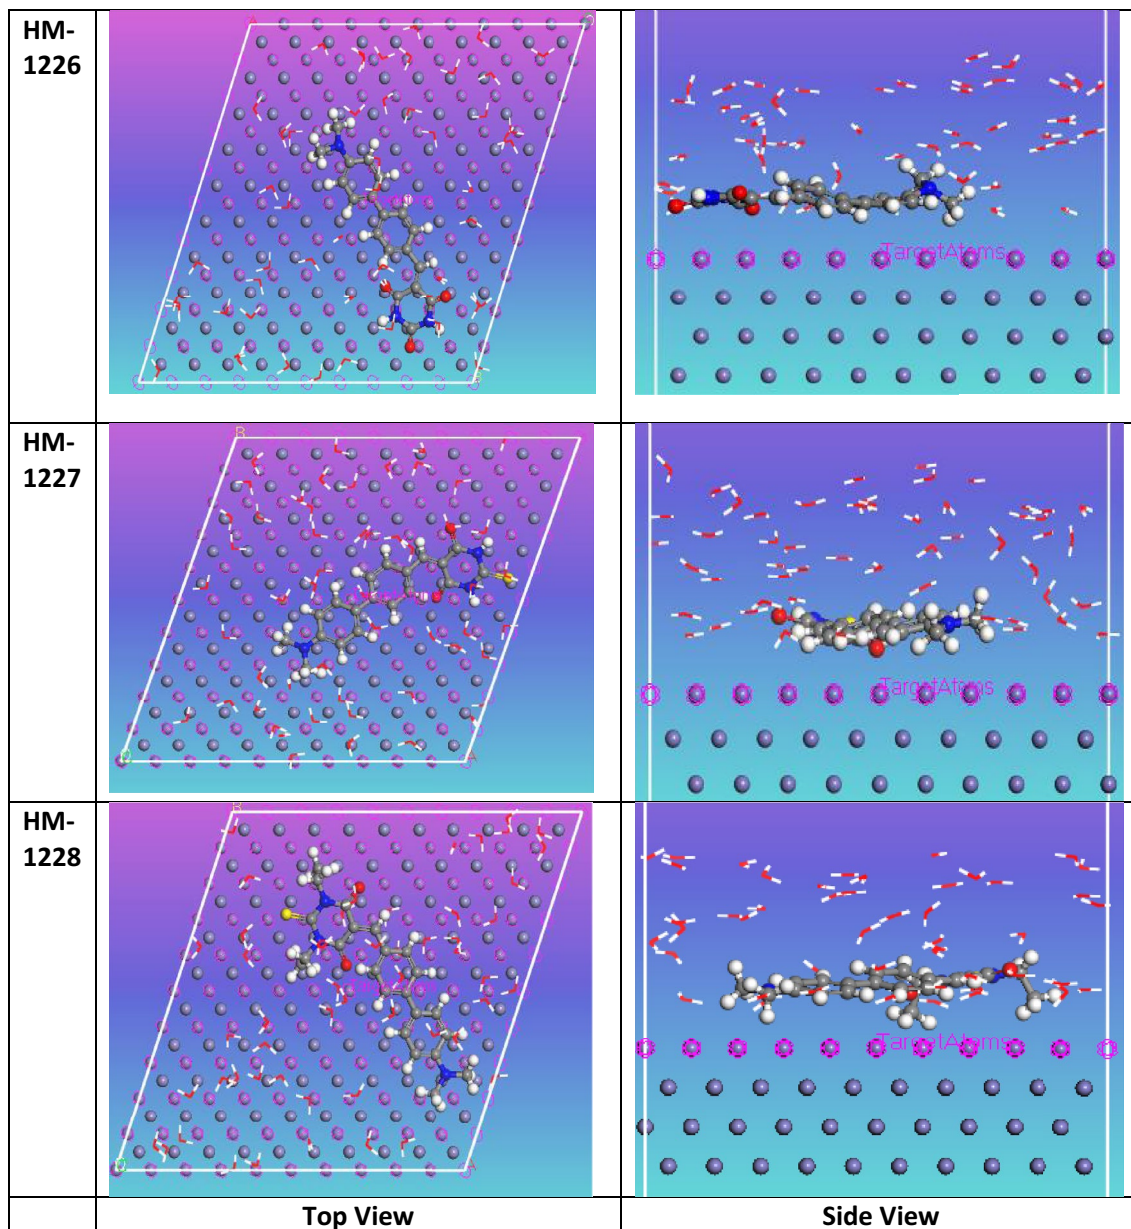 HM-
1226
A
TargetAtoms
HM-
1227
B
A
TargetAtoms
HM-
1228
B
A
TargetAtoms
Top View
Side View